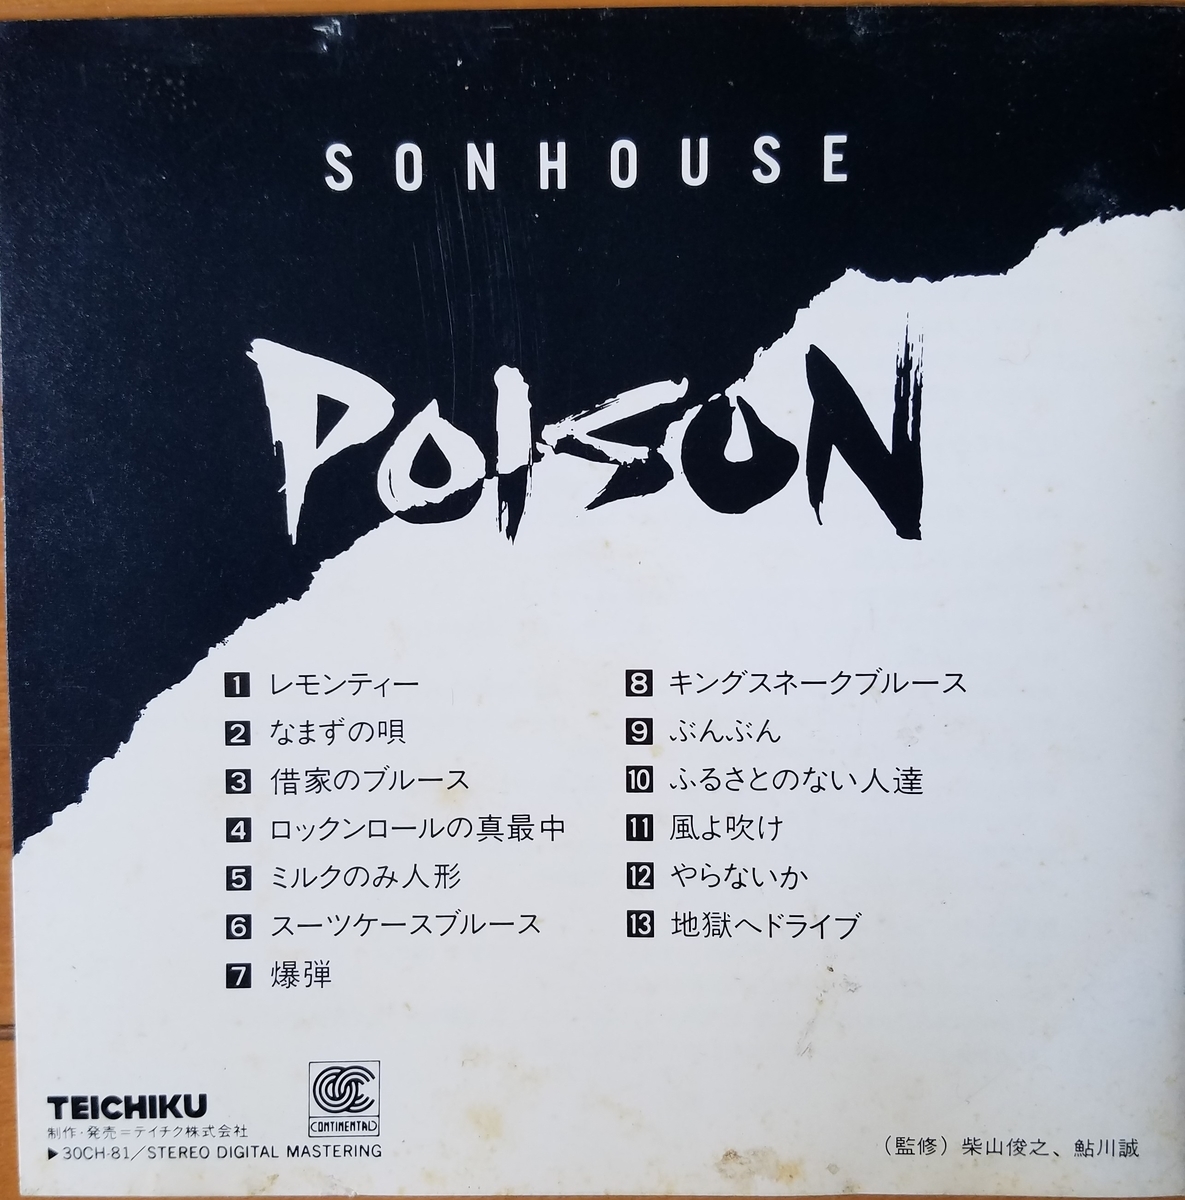 SONHOUSE
POISON
1 レモンティー
2 なまずの唄
3 借家のブルース
4 ロックンロールの真最中
5 ミルクのみ人形
6 スーツケースブルース
7 爆弾
8 キングスネークブルース
9 ぶんぶん
10 ふるさとのない人達
11 風よ吹け
12 やらないか
13 地獄へドライブ
TEICHIKU
制作・発売＝テイチク株式会社
▶30CH-81／STEREO DIGITAL MASTERING
CONTINENTAL
（監修）柴山俊之、鮎川誠